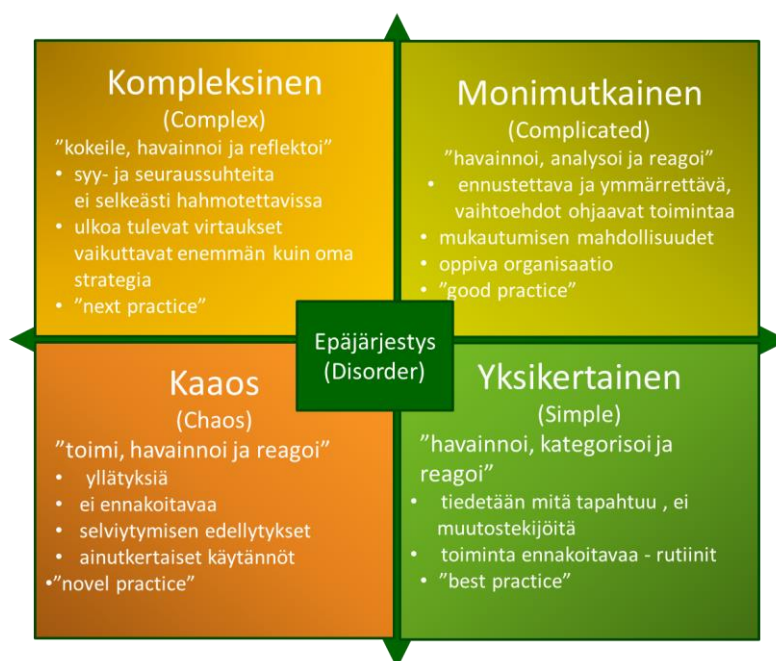 Kompleksinen
(Complex)
”kokeile, havainnoi ja reflektoi”
• syy- ja seuraussuhteita
ei selkeästi hahmotettavissa
• ulkoa tulevat virtaukset
vaikuttavat enemmän kuin oma
strategia
• ”next practice”
Monimutkainen
(Complicated)
”havainnoi, analysoi ja reagoi”
• ennustettava ja ymmärrettävä,
vaihtoehdot ohjaavat toimintaa
• mukautumisen mahdollisuudet
• oppiva organisaatio
• ”good practice”
Epäjärjestys
(Disorder)
Kaaos
(Chaos)
”toimi, havainnoi ja reagoi”
• yllätyksiä
• ei ennakoitavaa
• selviytymisen edellytykset
• ainutkertaiset käytännöt
•”novel practice”
Yksikertainen
(Simple)
”havainnoi, kategorisoi ja
reagoi”
• tiedetään mitä tapahtuu , ei
muutostekijöitä
• toiminta ennakoitavaa - rutiinit
• ”best practice”